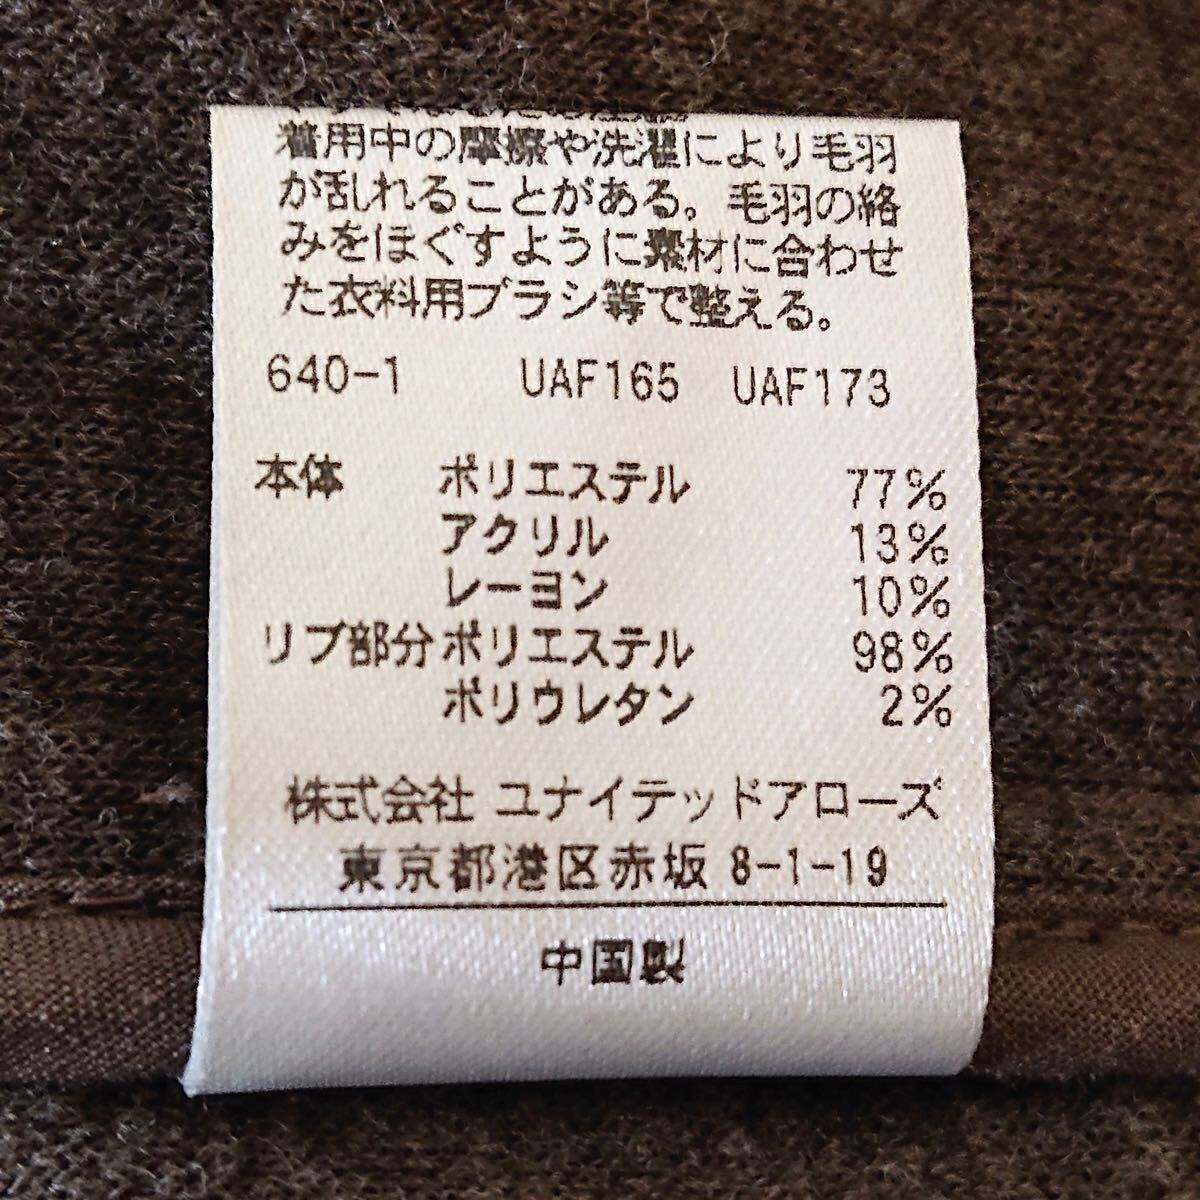 着用中の摩擦や洗濯により毛羽
が乱れることがある。毛羽の絡
みをほぐすように素材に合わせ
た衣料用ブラシ等で整える。
640-1 UAF165 UAF173
本体 ポリエステル 77%
アクリル 13%
レーヨン 10%
リブ部分 ポリエステル 98%
ポリウレタン 2%
株式会社 ユナイテッドアローズ
東京都港区赤坂 8-1-19
中国製